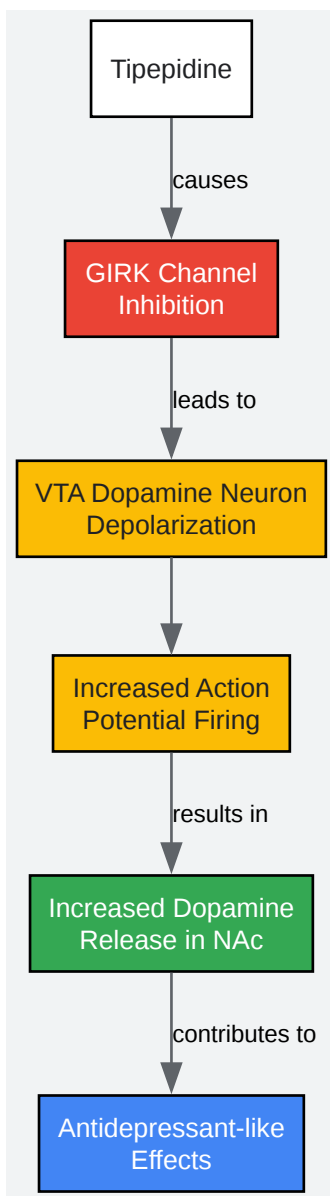 Tipepidine
causes
GIRK Channel
Inhibition
leads to
VTA Dopamine Neuron
Depolarization
Increased Action
Potential Firing
results in
Increased Dopamine
Release in NAc
contributes to
Antidepressant-like
Effects